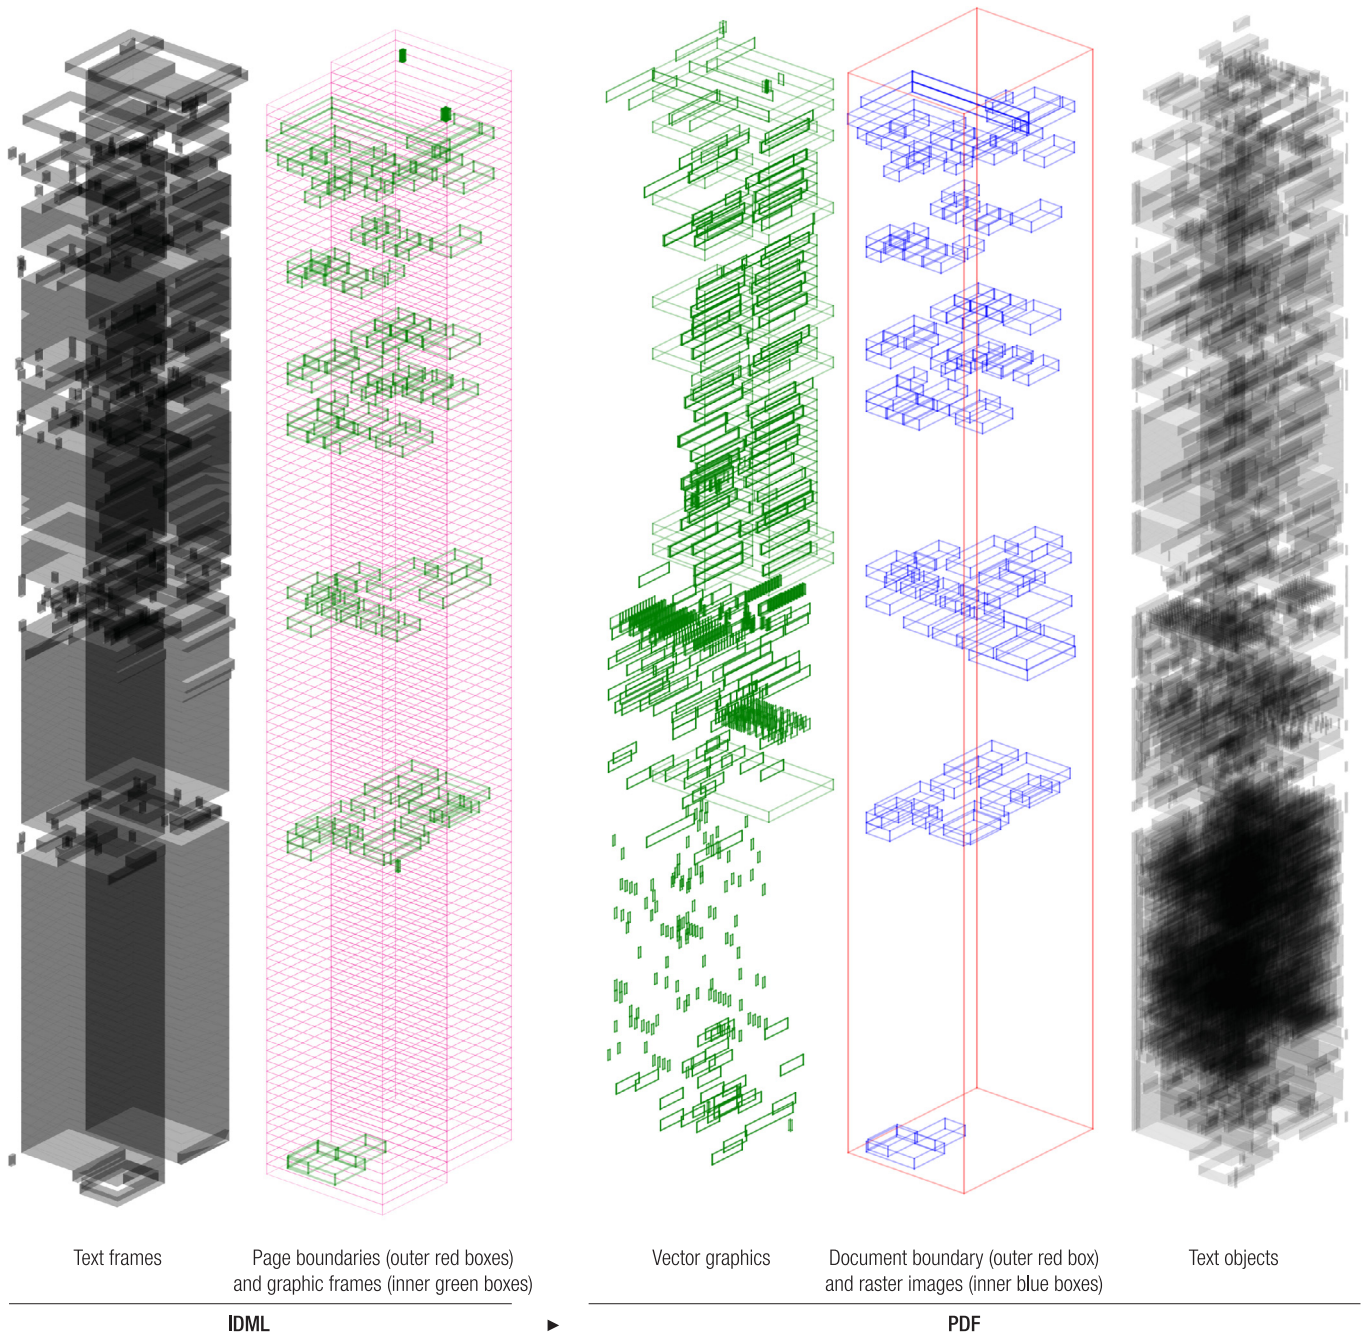 Text frames
Page boundaries (outer red boxes)
and graphic frames (inner green boxes)
Vector graphics
Document boundary (outer red box)
and raster images (inner blue boxes)
Text objects
IDML
►
PDF